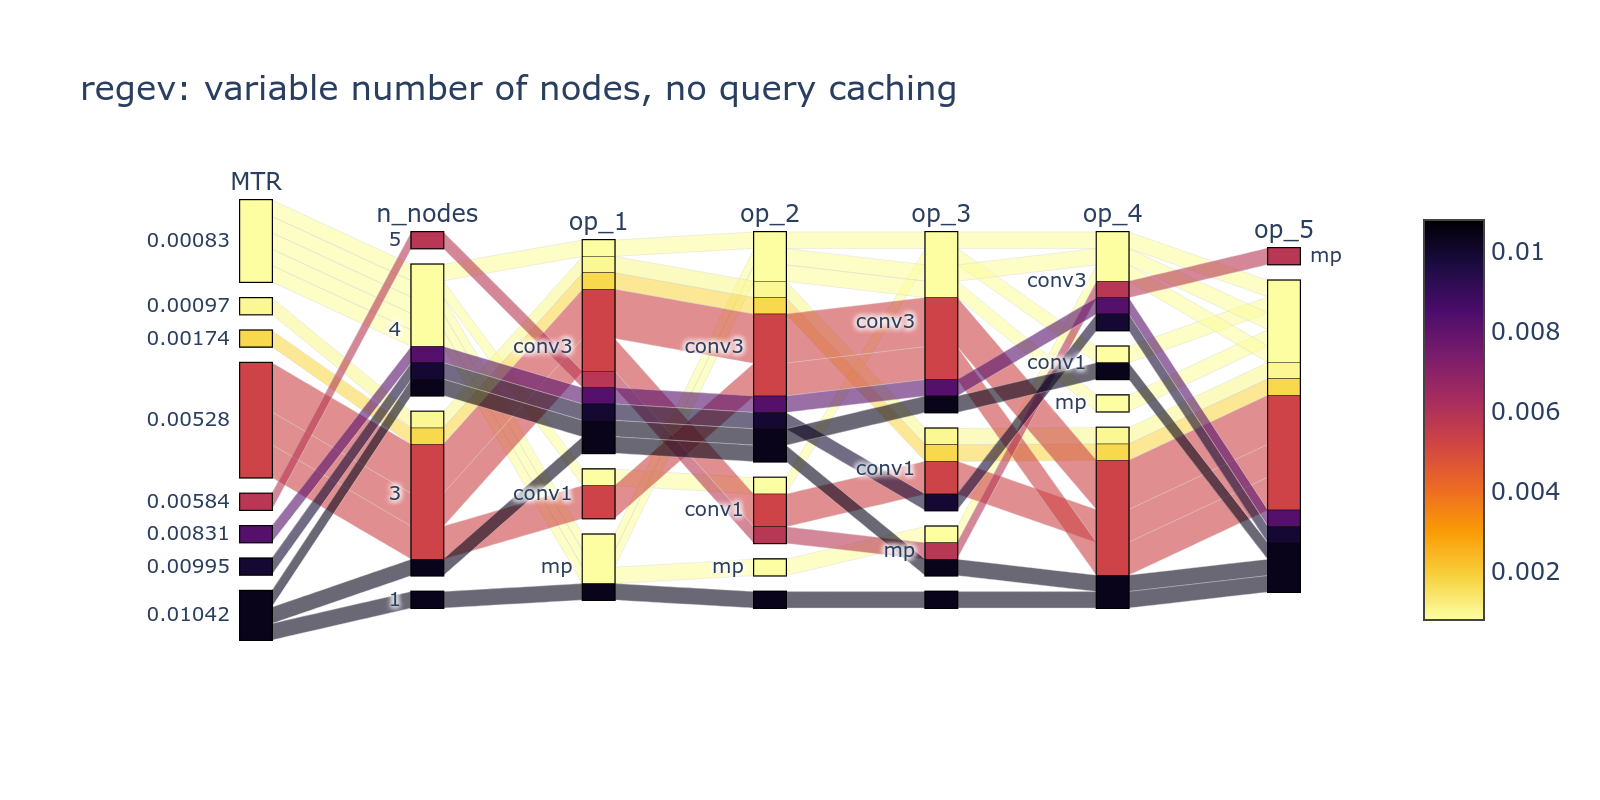 regev: variable number of nodes, no query caching
MTR
0.00083
0.00097
0.00174
0.00528
0.00584
0.00831
0.00995
0.01042
n_nodes
5
4
3
1
op_1
conv3
conv1
mp
op_2
conv3
conv1
mp
op_3
conv3
conv1
mp
op_4
conv3
conv1
mp
op_5
mp
0.01
0.008
0.006
0.004
0.002